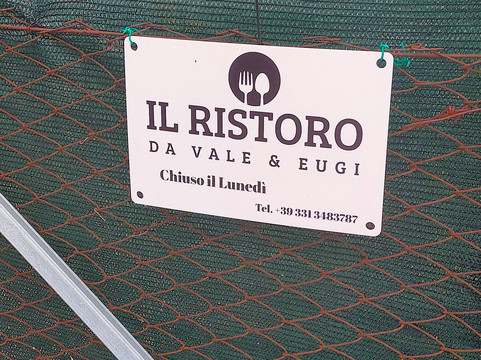 IL RISTORO
DA VALE & EUGI
Chiuso il Lunedì
Tel. +39 331 3483787